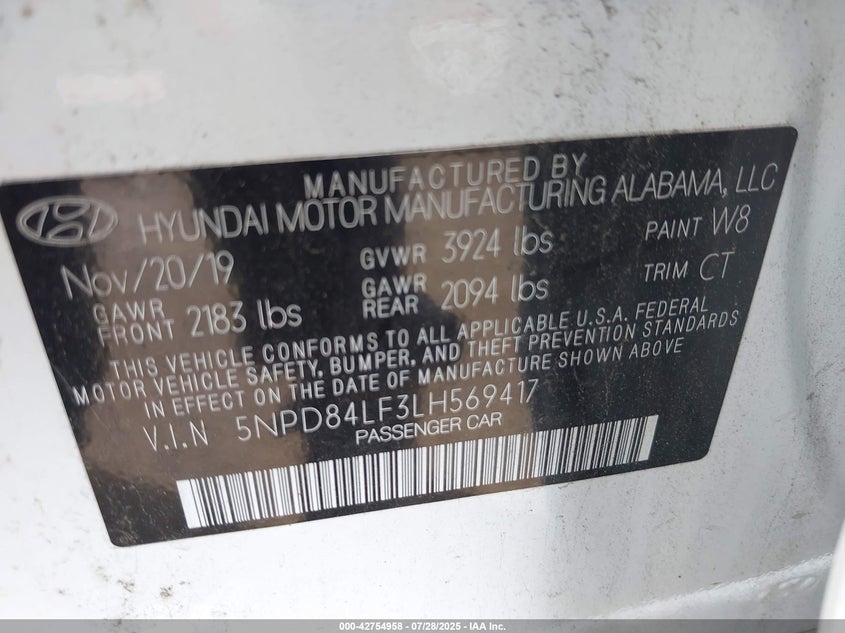 MANUFACTURED BY
HYUNDAI MOTOR MANUFACTURING ALABAMA, LLC
Nov/20/19 GVWR 3924 lbs PAINT W8
GAWR FRONT 2183 lbs GAWR REAR 2094 lbs TRIM CT
THIS VEHICLE CONFORMS TO ALL APPLICABLE U.S.A. FEDERAL
MOTOR VEHICLE SAFETY, BUMPER, AND THEFT PREVENTION STANDARDS
IN EFFECT ON THE DATE OF MANUFACTURE SHOWN ABOVE
V.I.N 5NPD84LF3LH569417
PASSENGER CAR
000-42754958 | 07/28/2025 - IAA Inc.